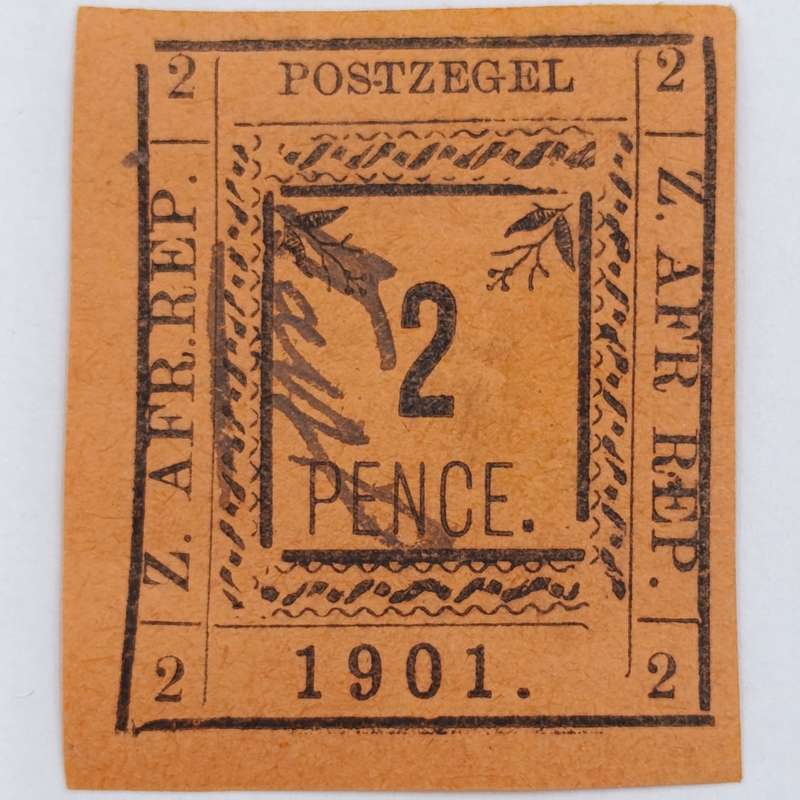 2 POSTZEGEL 2
Z. AFR.REP.
Z. AFR REP.
2
PENCE.
2 1901. 2